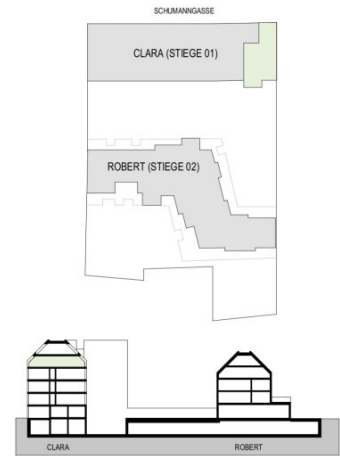 SCHUMANNGASSE
CLARA (STIEGE 01)
ROBERT (STIEGE 02)
CLARA
ROBERT